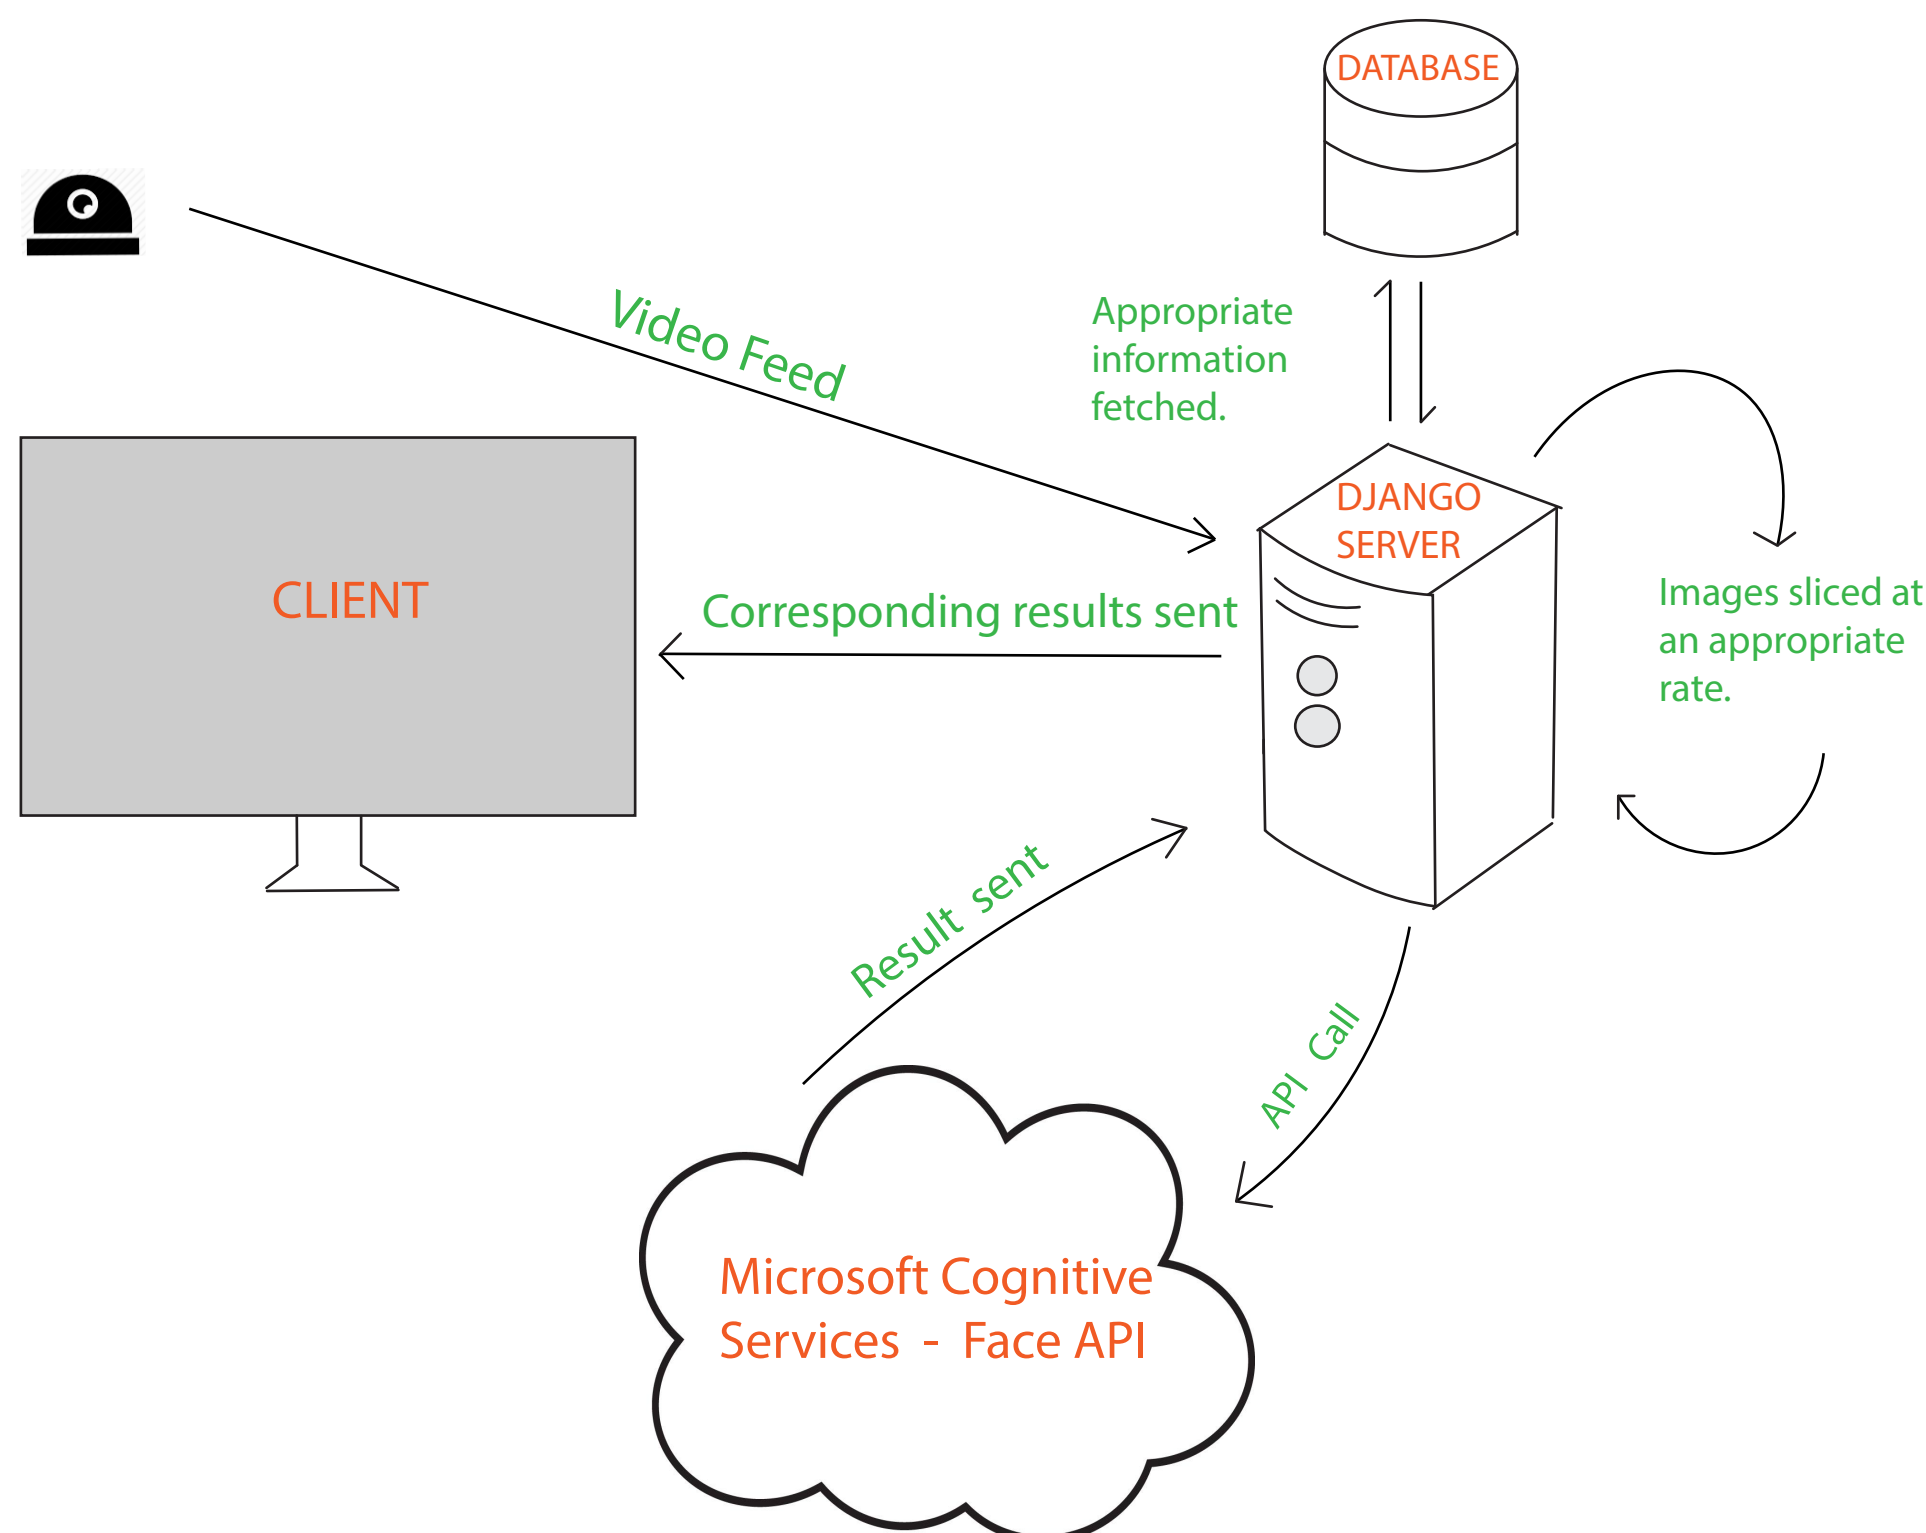 DATABASE
Video Feed
Appropriate
information
fetched.
DJANGO
SERVER
CLIENT
Corresponding results sent
Images sliced at
an appropriate
rate.
Result sent
API Call
Microsoft Cognitive
Services - Face API